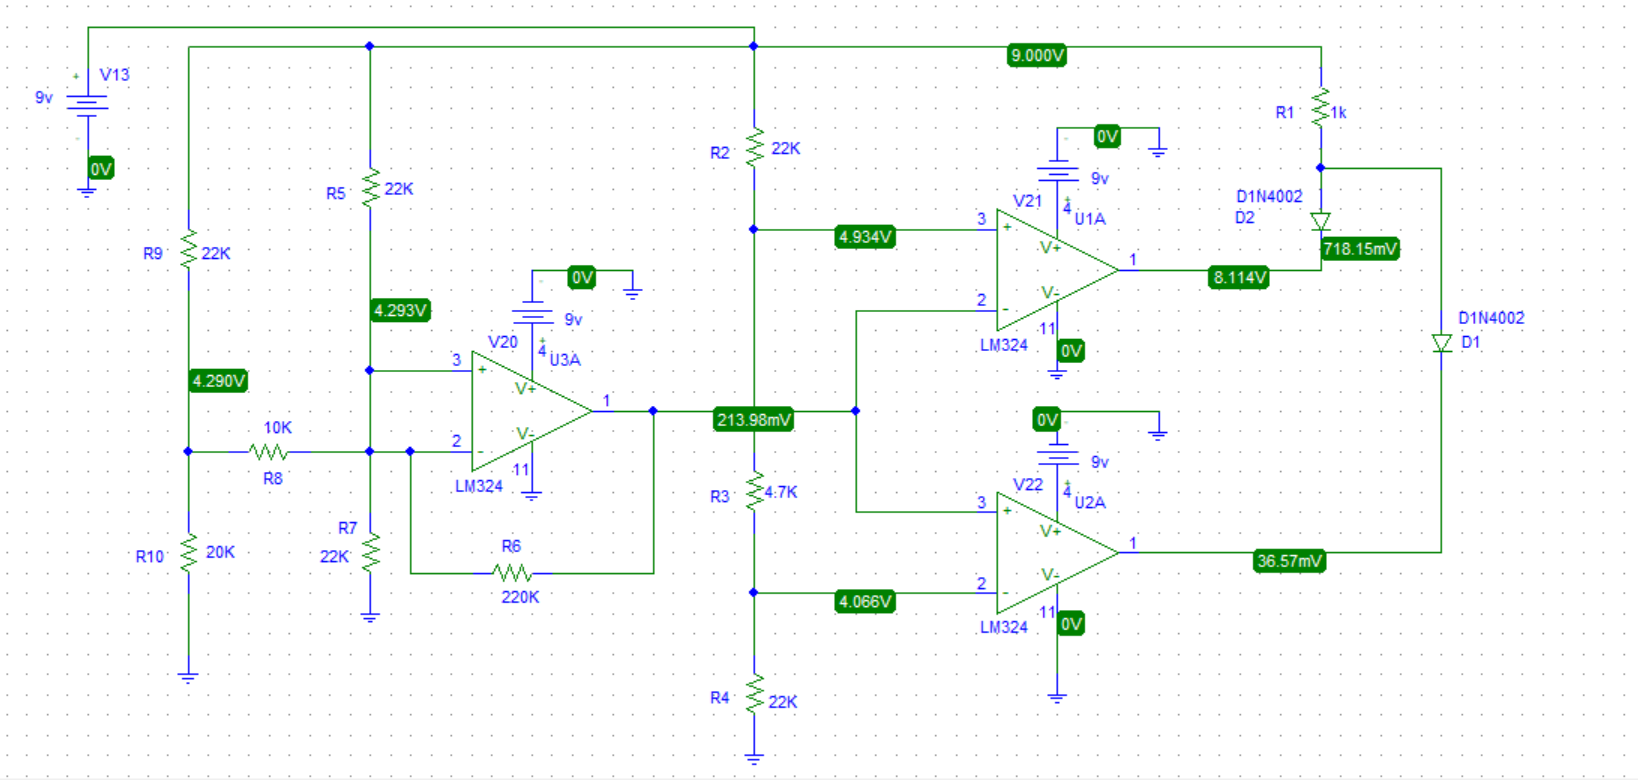 9.000V
V13
9v
+
-
0V
R1
1k
0V
-
R2
22K
9v
R5
22K
V21
+
4
U1A
D1N4002
D2
R9
22K
3
+
4.934V
V+
718.15mV
1
8.114V
0V
-
V-
2
-
4.293V
9v
11
D1N4002
D1
V20
+
4
U3A
LM324
0V
3
+
4.290V
V+
1
213.98mV
0V
-
10K
R8
2
-
V-
9v
11
LM324
V22
+
4
U2A
R3
4.7K
3
+
R7
22K
V+
1
36.57mV
R10
20K
R6
220K
V-
2
-
4.066V
11
0V
LM324
R4
22K